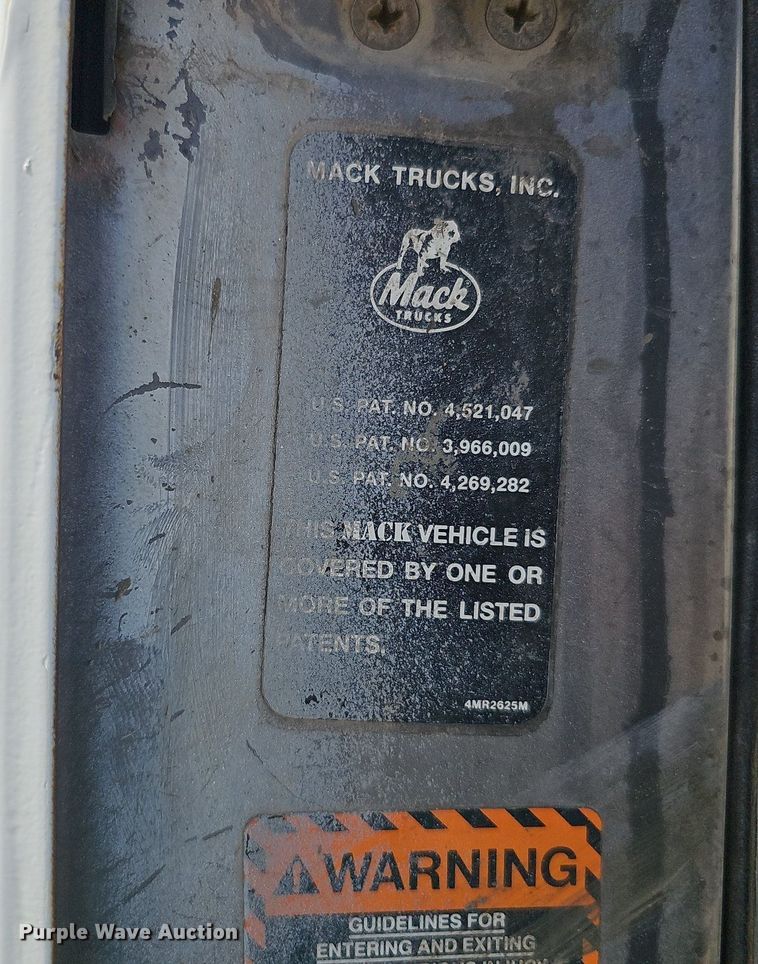 MACK TRUCKS, INC.
Mack
TRUCKS
U.S. PAT. NO. 4,521,047
U.S. PAT. NO. 3,966,009
U.S. PAT. NO. 4,269,282
THIS MACK VEHICLE IS
COVERED BY ONE OR
MORE OF THE LISTED
PATENTS.
4MR2625M
WARNING
GUIDELINES FOR
ENTERING AND EXITING
Purple Wave Auction